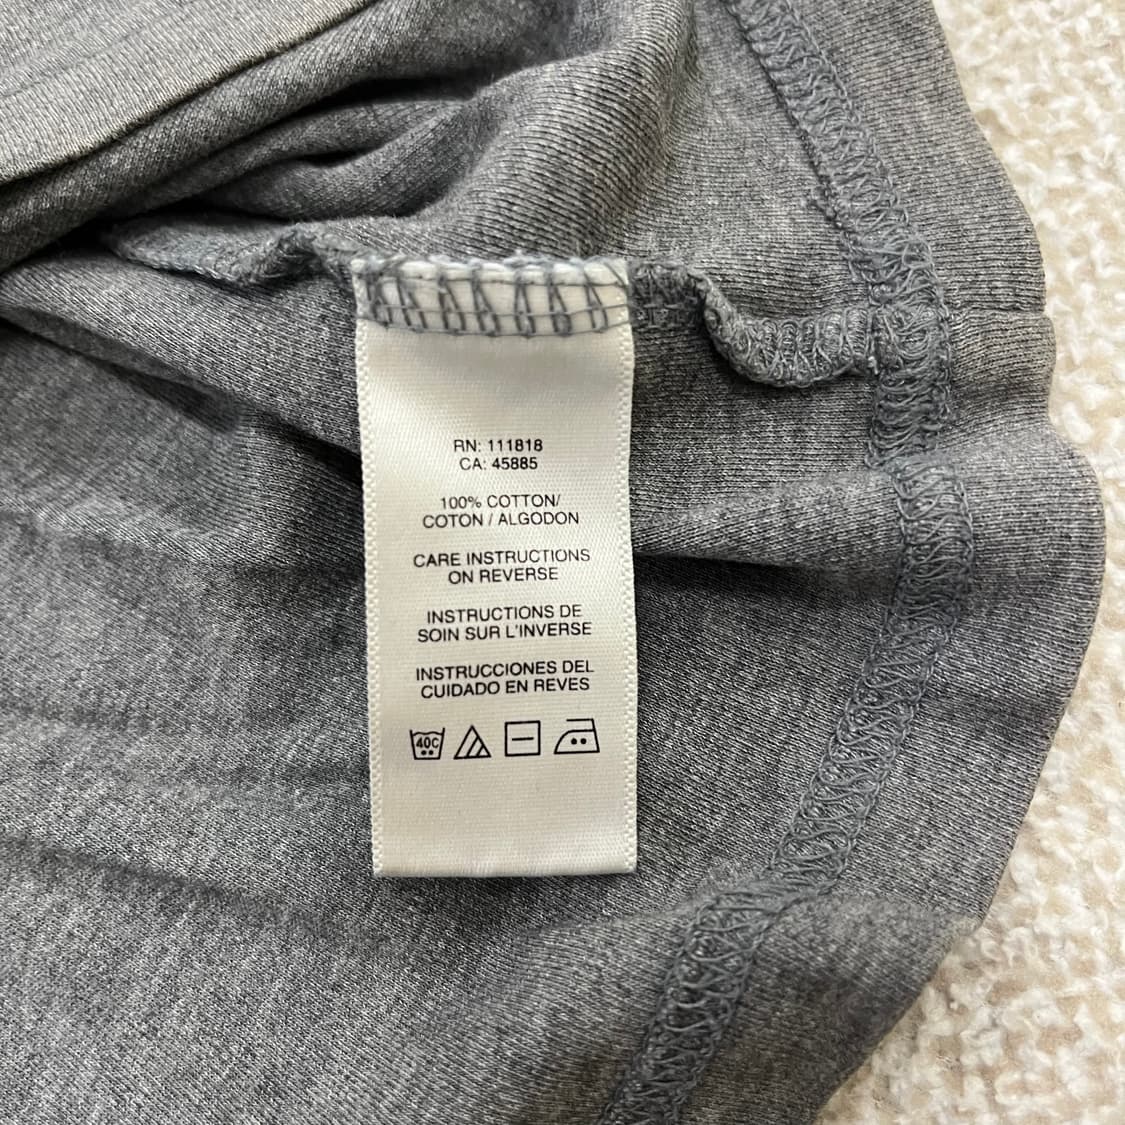 RN: 111818
CA: 45885
100% COTTON/
COTON / ALGODON
CARE INSTRUCTIONS
ON REVERSE
INSTRUCTIONS DE
SOIN SUR L'INVERSE
INSTRUCCIONES DEL
CUIDADO EN REVES
40C